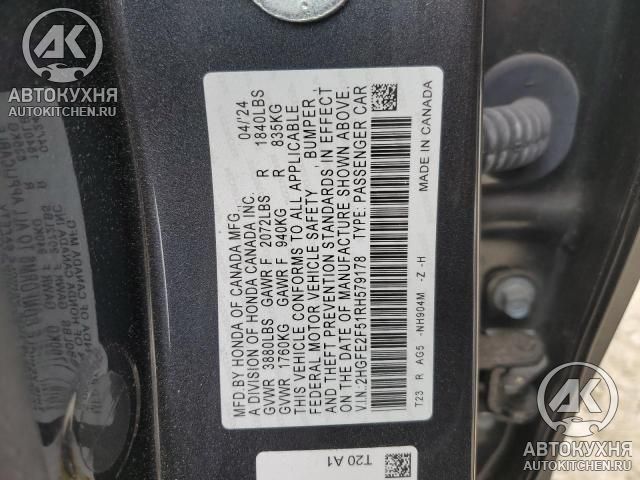 АК
АВТОКУХНЯ
AUTOKITCHEN.RU
MFD.BY HONDA OF CANADA MFG., 04/'24
A DIVISION OF HONDA CANADA INC.
GVWR 3880LBS GAWR F 2072LBS R 1840LBS
GVWR 1760KG GAWR F 940KG R 835KG
THIS VEHICLE CONFORMS TO ALL APPLICABLE
FEDERAL MOTOR VEHICLE SAFETY , BUMPER ,
THEFT PREVENTION STANDARDS IN EFFECT
ON THE DATE OF MANUFACTURE SHOWN ABOVE.
V.I.N.:2HGFE2F51RH579178 TYPE: PASSENGER CAR
T23 R AG5 -NH904M -Z -H
MADE IN CANADA
T20 A1
АК
АВТОКУХНЯ
AUTOKITCHEN.RU